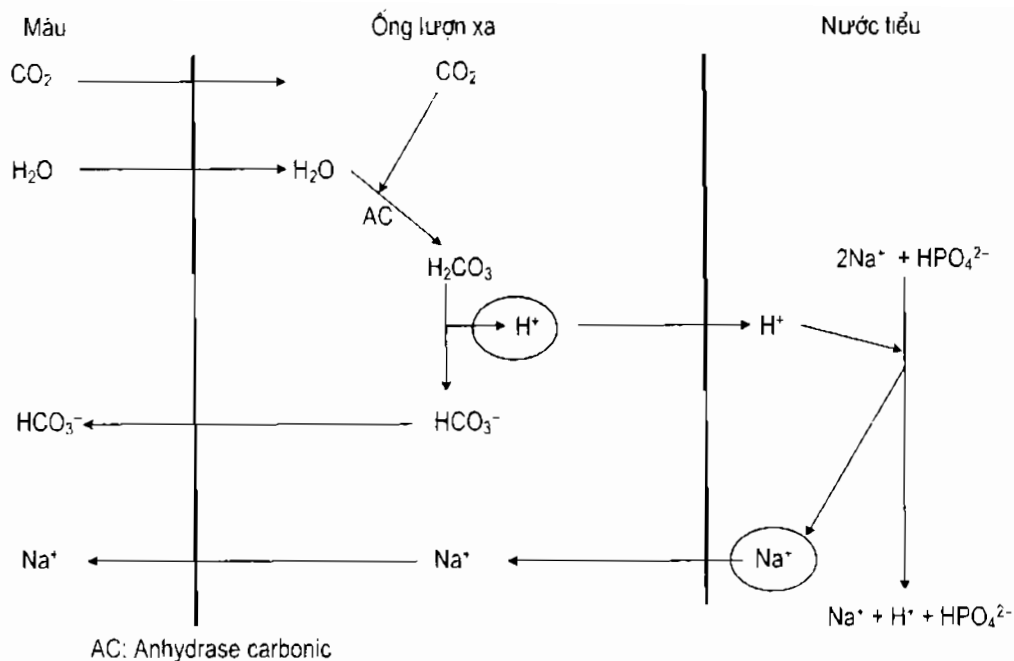 Máu Ống lượn xa Nước tiểu
CO₂ CO₂
H₂O H₂O
AC
H₂CO₃ 2Na⁺ + HPO₄²⁻
H⁺ H⁺
HCO₃⁻ HCO₃⁻
Na⁺ Na⁺ Na⁺
Na⁺ + H⁺ + HPO₄²⁻
AC: Anhydrase carbonic